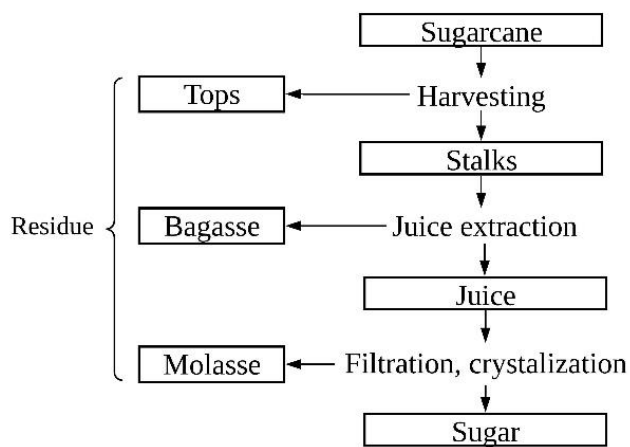 Sugarcane
Tops
Harvesting
Stalks
Residue
Bagasse
Juice extraction
Juice
Molasse
Filtration, crystalization
Sugar